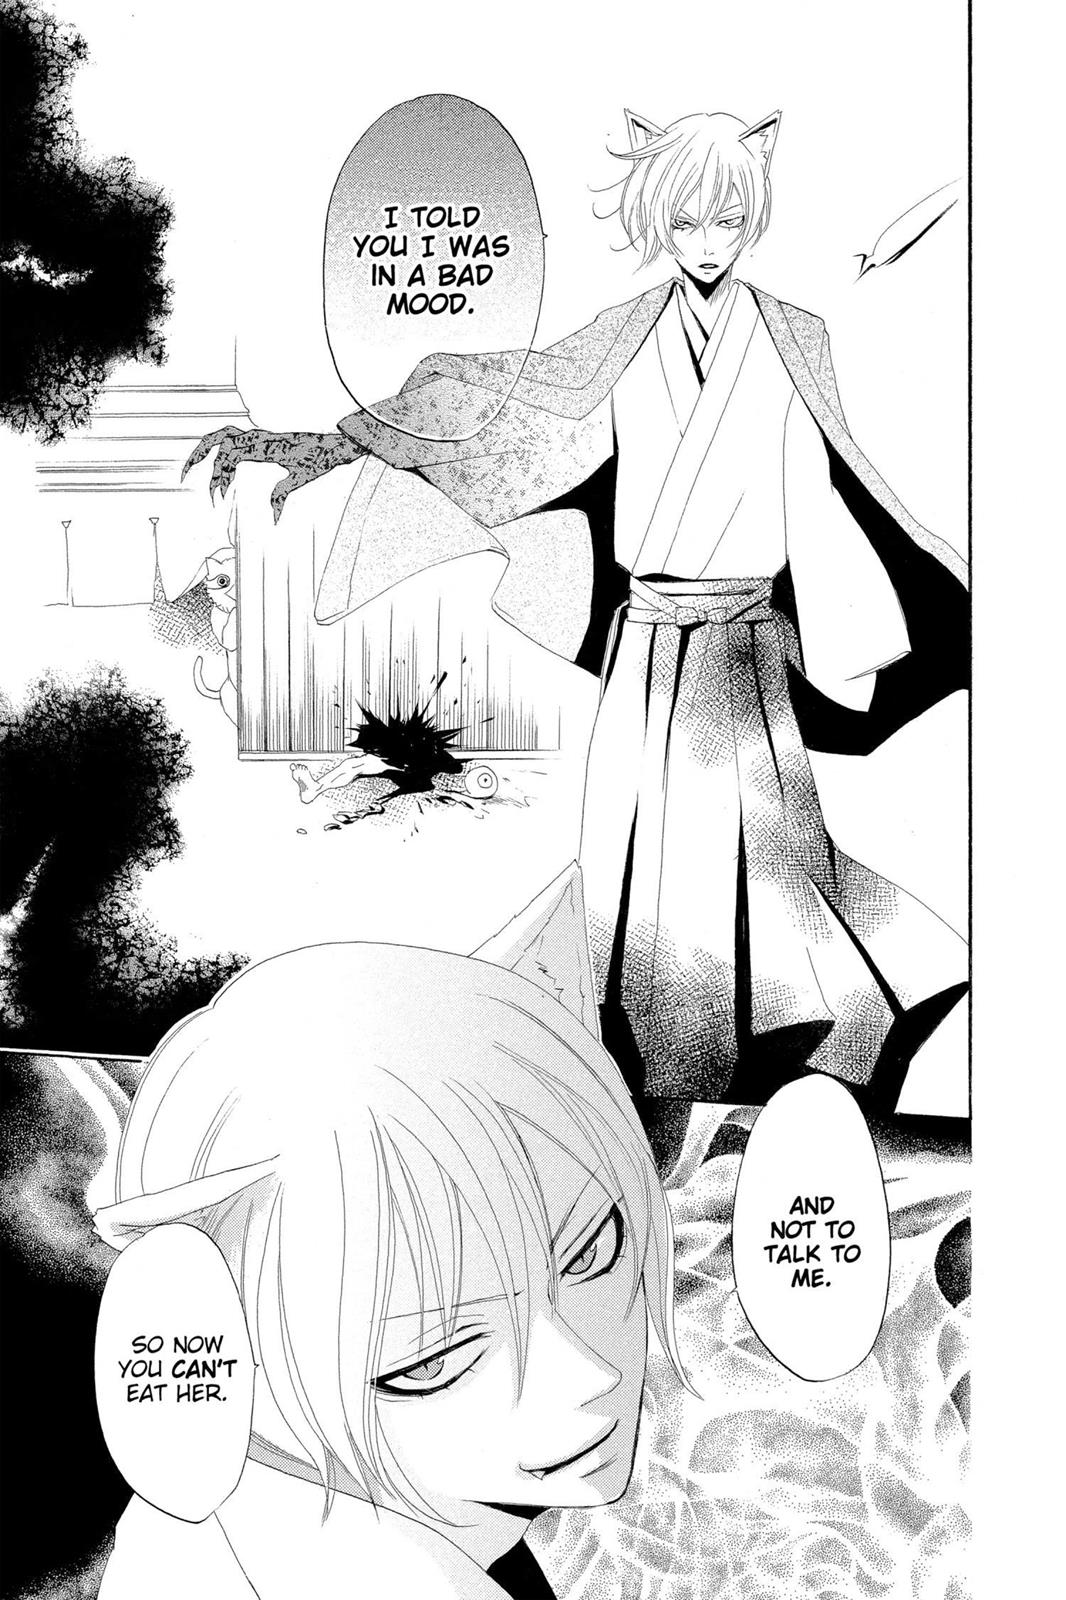 I TOLD
YOU I WAS
IN A BAD
MOOD.
AND
NOT TO
TALK TO
ME.
SO NOW
YOU CAN'T
EAT HER.